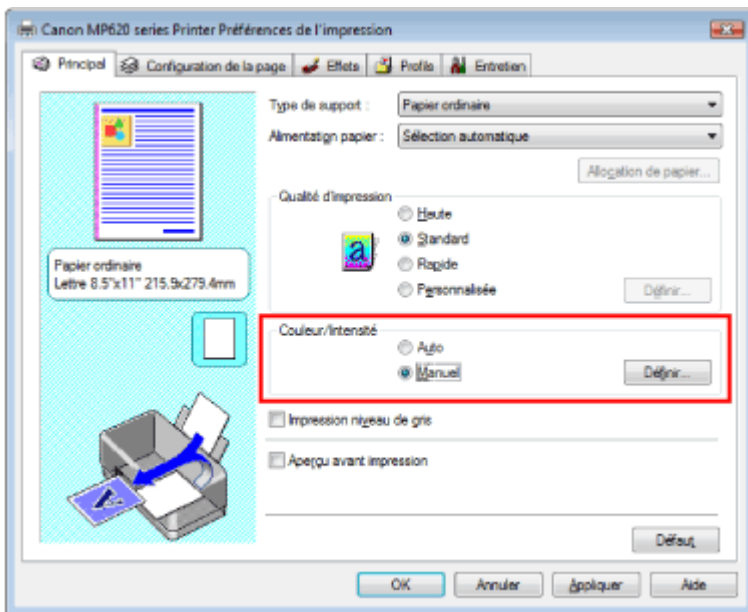 Canon MP620 series Printer Préférences de l'impression
Principal Configuration de la page Effets Profils Entretien
Type de support : Papier ordinaire
Alimentation papier : Sélection automatique
Allocation de papier...
Qualité d'impression
Haute
a
Standard
Rapide
Personnalisée Définir...
Papier ordinaire
Lettre 8.5"x11" 215.9x279.4mm
Couleur/Intensité
Auto
Manuel Définir...
Impression niveau de gris
Aperçu avant impression
A
Défaut
OK Annuler Appliquer Aide